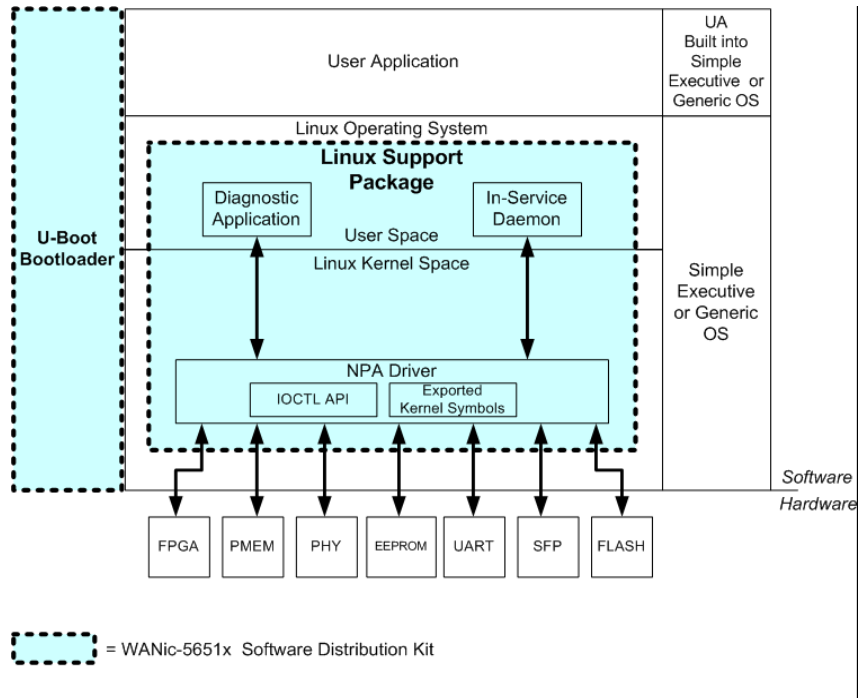 User Application
UA
Built into
Simple
Executive or
Generic OS
Linux Operating System
Linux Support
Package
Diagnostic
Application
In-Service
Daemon
U-Boot
Bootloader
User Space
Linux Kernel Space
Simple
Executive
or Generic
OS
NPA Driver
IOCTL API
Exported
Kernel Symbols
Software
Hardware
FPGA
PMEM
PHY
EEPROM
UART
SFP
FLASH
= WANic-5651x Software Distribution Kit